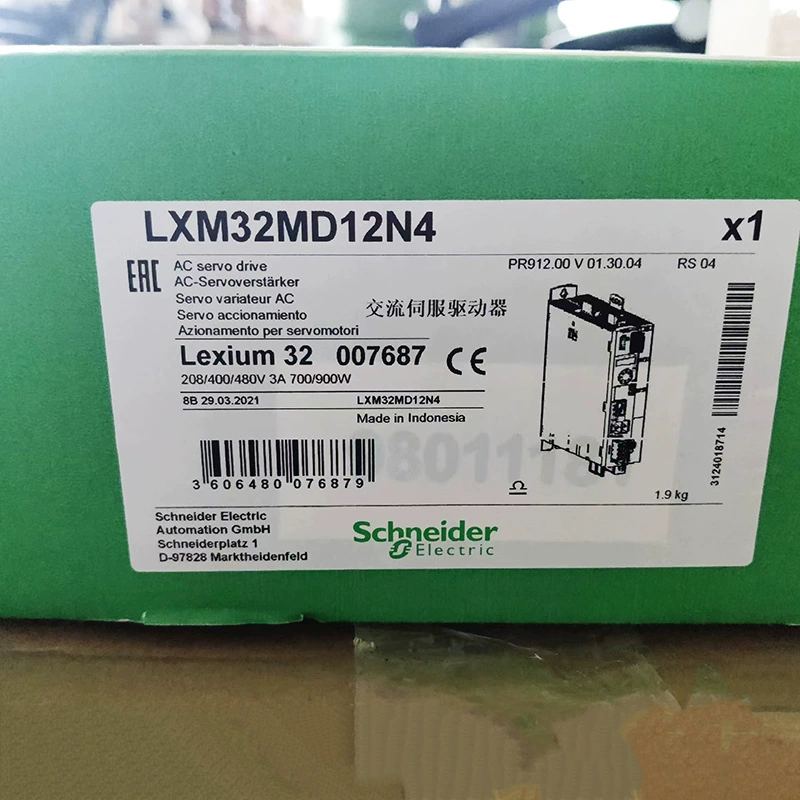 LXM32MD12N4 x1
EAC
AC servo drive PR912.00 V 01.30.04 RS 04
AC-Servoverstärker
Servo variateur AC
Servo accionamiento 交流伺服驱动器
Azionamento per servomotori
Lexium 32 007687 CE
208/400/480V 3A 700/900W
8B 29.03.2021 LXM32MD12N4
Made in Indonesia
3 606480 076879
3124018714
1.9 kg
Schneider Electric
Automation GmbH
Schneiderplatz 1
D-97828 Marktheidenfeld
Schneider
Electric